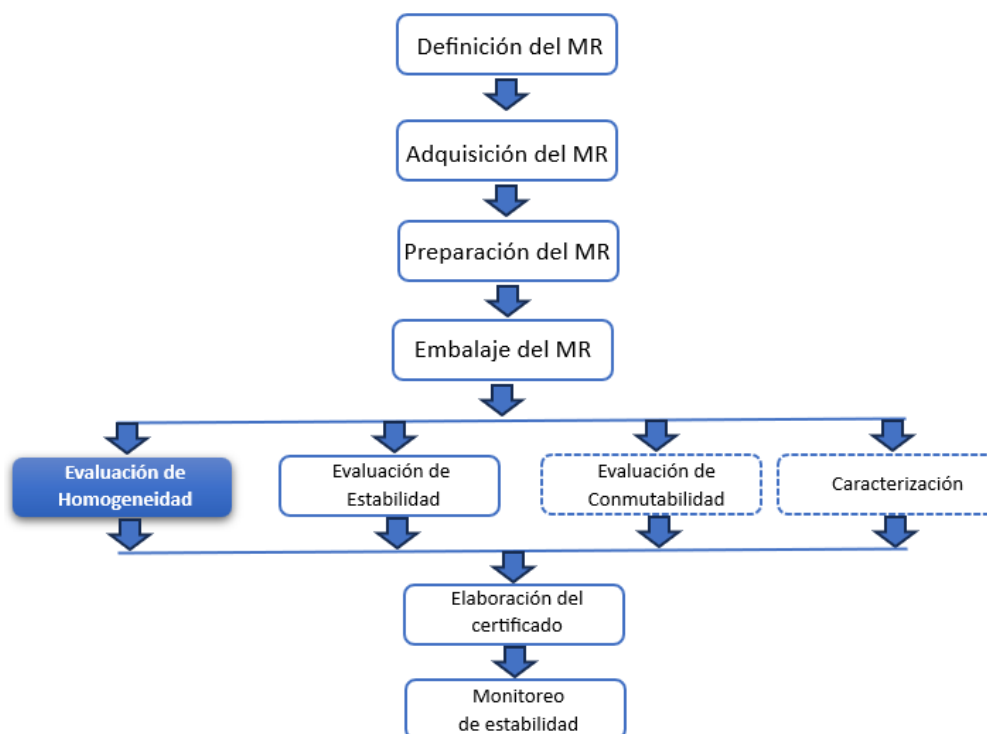 Definición del MR
Adquisición del MR
Preparación del MR
Embalaje del MR
Evaluación de
Homogeneidad
Evaluación de
Estabilidad
Evaluación de
Conmutabilidad
Caracterización
Elaboración del
certificado
Monitoreo
de estabilidad